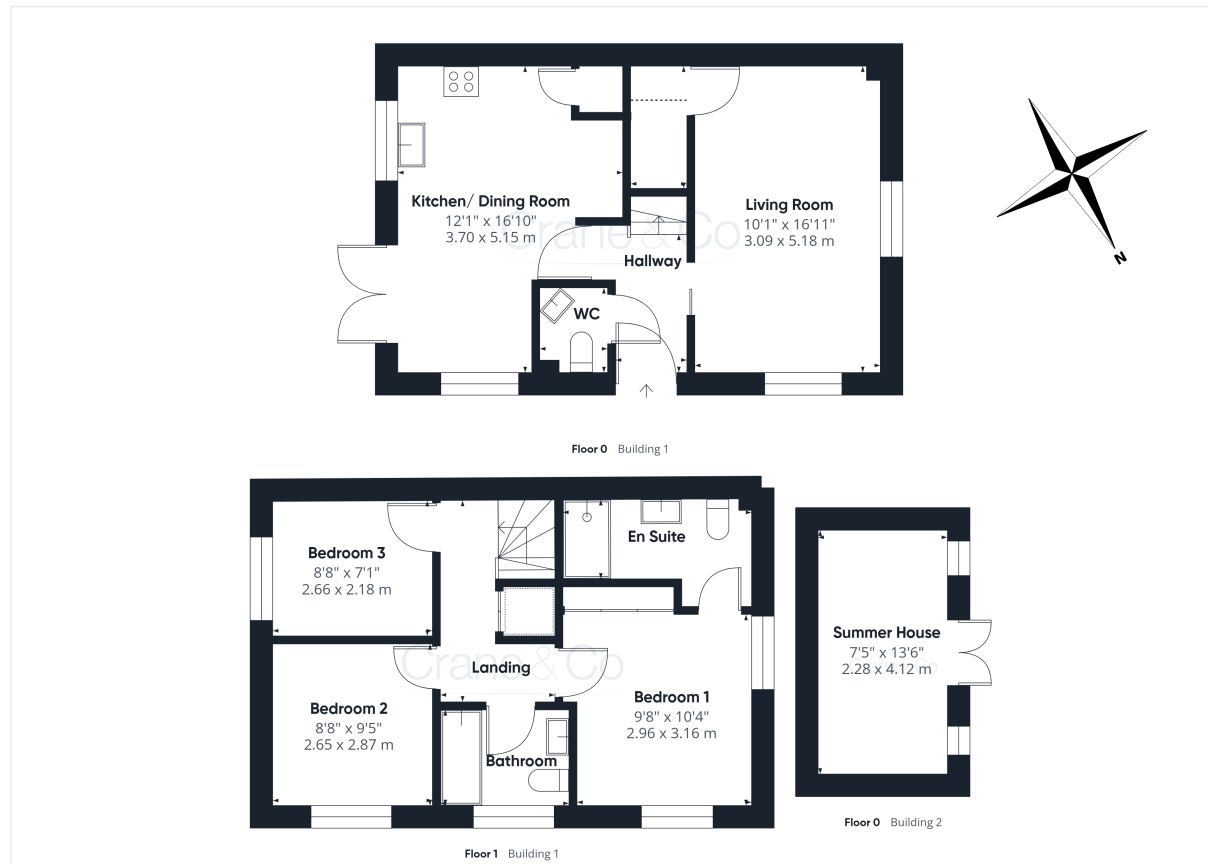 Kitchen/ Dining Room
12'1" x 16'10"
3.70 x 5.15 m
Living Room
10'1" x 16'11"
3.09 x 5.18 m
Crane & Co
Hallway
WC
N
Floor 0 Building 1
En Suite
Bedroom 3
8'8" x 7'1"
2.66 x 2.18 m
Summer House
7'5" x 13'6"
2.28 x 4.12 m
Crane & Co
Landing
Bedroom 1
9'8" x 10'4"
2.96 x 3.16 m
Bedroom 2
8'8" x 9'5"
2.65 x 2.87 m
Bathroom
Floor 0 Building 2
Floor 1 Building 1